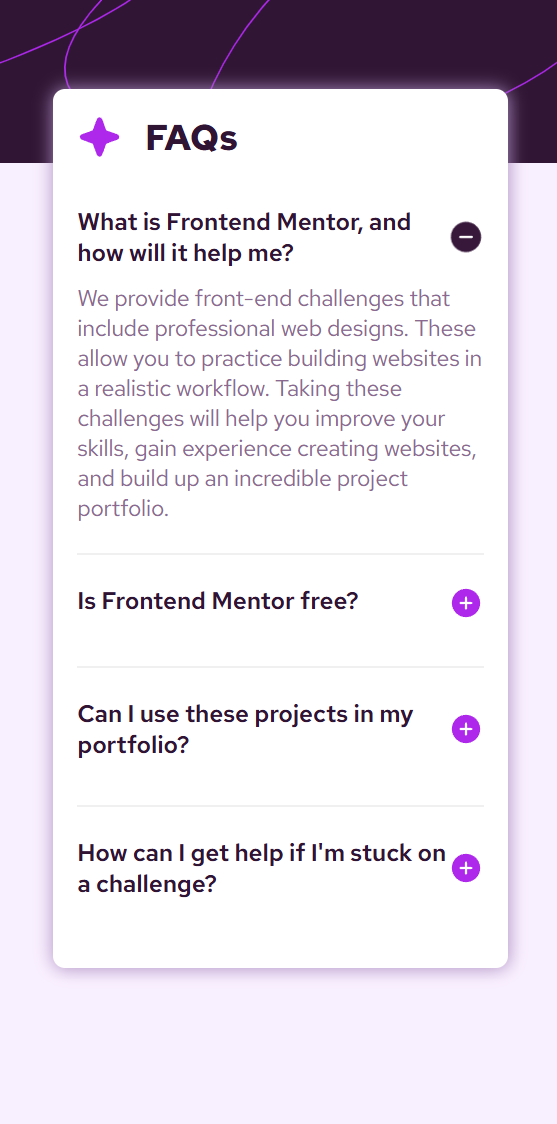 FAQs
What is Frontend Mentor, and
how will it help me?
We provide front-end challenges that
include professional web designs. These
allow you to practice building websites in
a realistic workflow. Taking these
challenges will help you improve your
skills, gain experience creating websites,
and build up an incredible project
portfolio.
Is Frontend Mentor free?
Can I use these projects in my
portfolio?
How can I get help if I'm stuck on
a challenge?